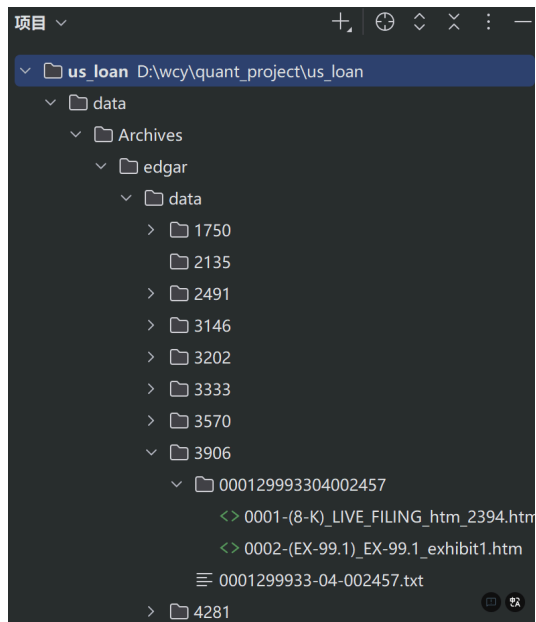 项目
us_loan D:\wcy\quant_project\us_loan
data
Archives
edgar
data
1750
2135
2491
3146
3202
3333
3570
3906
000129993304002457
0001-(8-K)_LIVE_FILING_htm_2394.htm
0002-(EX-99.1)_EX-99.1_exhibit1.htm
0001299933-04-002457.txt
4281